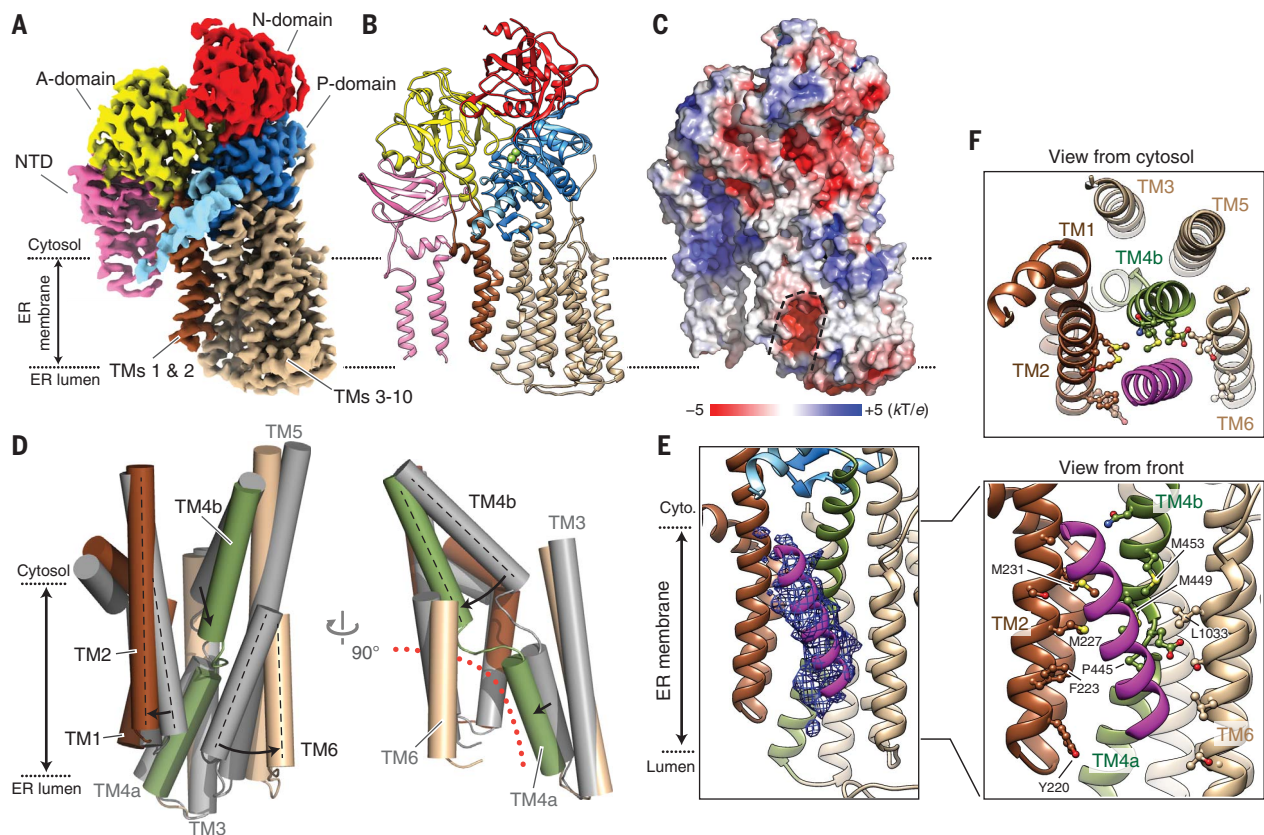 A
N-domain
A-domain
P-domain
NTD
Cytosol
ER
membrane
ER lumen
TMs 1 & 2
TMs 3-10
B
C
−5
+5 (kT/e)
D
TM5
TM4b
Cytosol
TM2
TM1
TM6
ER lumen
TM4a
TM3
90°
TM4b
TM3
TM6
TM4a
E
Cyto.
ER membrane
Lumen
F
View from cytosol
TM3
TM5
TM1
TM4b
TM2
TM6
View from front
TM4b
M453
M231
M449
TM2
L1033
M227
P445
F223
TM6
TM4a
Y220